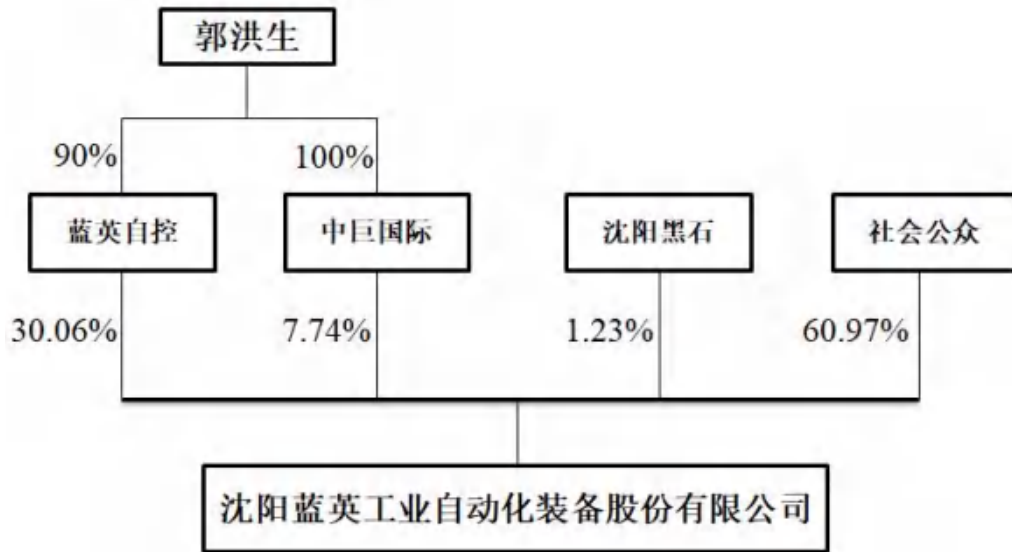 郭洪生
90%
100%
蓝英自控
中巨国际
沈阳黑石
社会公众
30.06%
7.74%
1.23%
60.97%
沈阳蓝英工业自动化装备股份有限公司